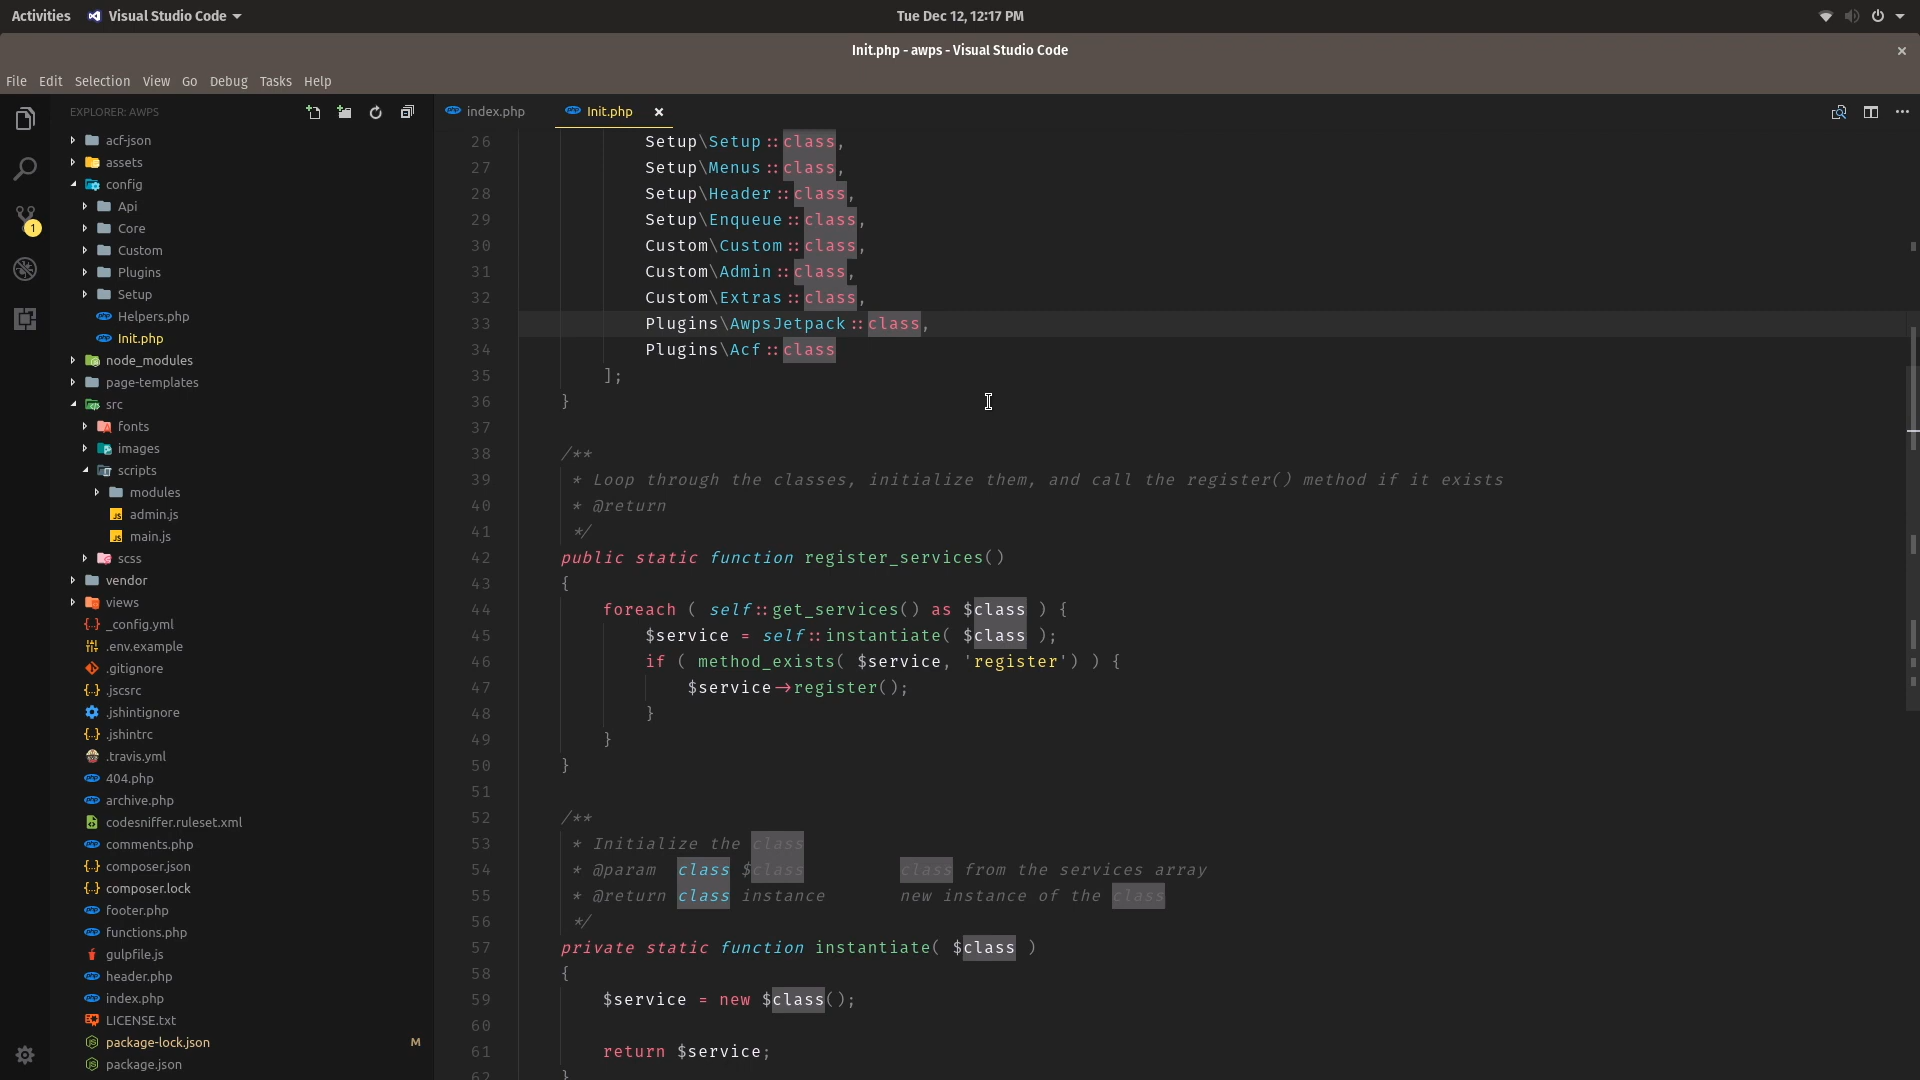 Activities Visual Studio Code Tue Dec 12, 12:17 PM
Init.php - awps - Visual Studio Code
File Edit Selection View Go Debug Tasks Help
EXPLORER: AWPS
acf-json
assets
config
Api
Core
Custom
Plugins
Setup
Helpers.php
Init.php
node_modules
page-templates
src
fonts
images
scripts
modules
admin.js
main.js
scss
vendor
views
_config.yml
.env.example
.gitignore
.jscsrc
.jshintignore
.jshintrc
.travis.yml
404.php
archive.php
codesniffer.ruleset.xml
comments.php
composer.json
composer.lock
footer.php
functions.php
gulpfile.js
header.php
index.php
LICENSE.txt
package-lock.json M
package.json
1
index.php Init.php
26 Setup\Setup::class,
27 Setup\Menus::class,
28 Setup\Header::class,
29 Setup\Enqueue::class,
30 Custom\Custom::class,
31 Custom\Admin::class,
32 Custom\Extras::class,
33 Plugins\AwpsJetpack::class,
34 Plugins\Acf::class
35 ];
36 }
37
38 /**
39 * Loop through the classes, initialize them, and call the register() method if it exists
40 * @return
41 */
42 public static function register_services()
43 {
44 foreach ( self::get_services() as $class ) {
45 $service = self::instantiate( $class );
46 if ( method_exists( $service, 'register') ) {
47 $service->register();
48 }
49 }
50 }
51
52 /**
53 * Initialize the class
54 * @param class $class class from the services array
55 * @return class instance new instance of the class
56 */
57 private static function instantiate( $class )
58 {
59 $service = new $class();
60
61 return $service;
62 }